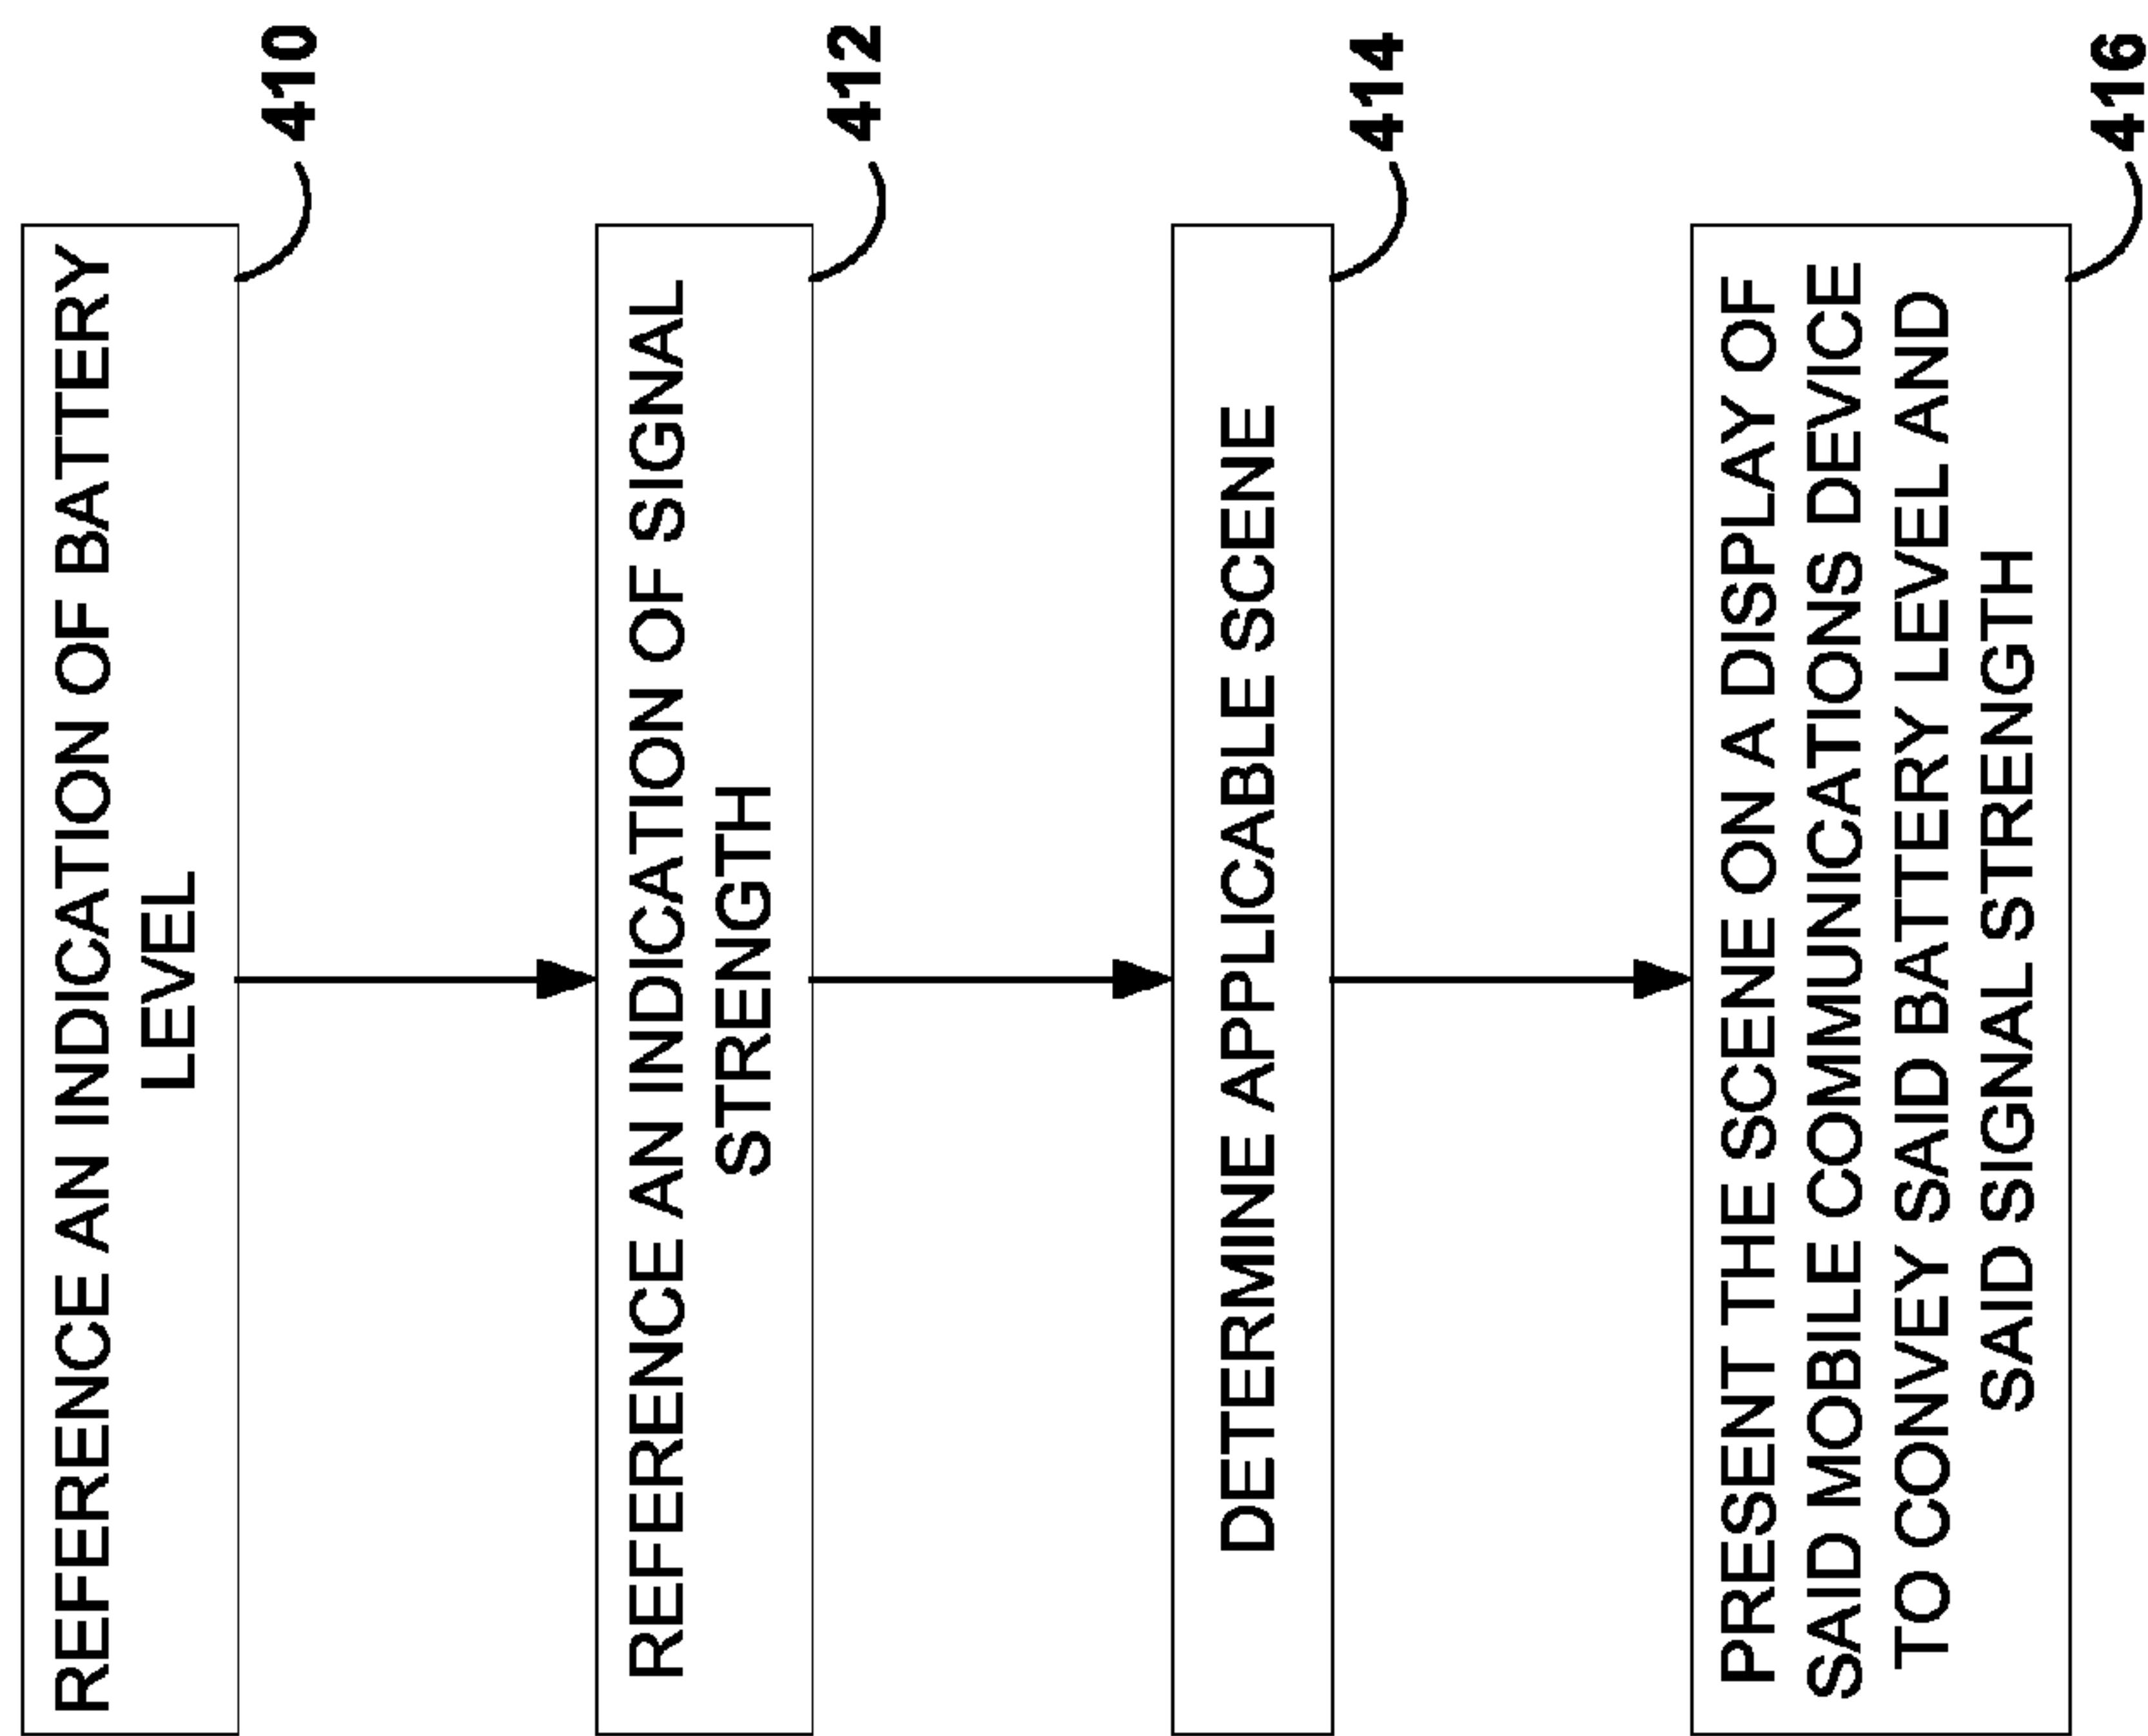 REFERENCE AN INDICATION OF BATTERY
LEVEL
410
REFERENCE AN INDICATION OF SIGNAL
STRENGTH
412
DETERMINE APPLICABLE SCENE
414
PRESENT THE SCENE ON A DISPLAY OF
SAID MOBILE COMMUNICATIONS DEVICE
TO CONVEY SAID BATTERY LEVEL AND
SAID SIGNAL STRENGTH
416